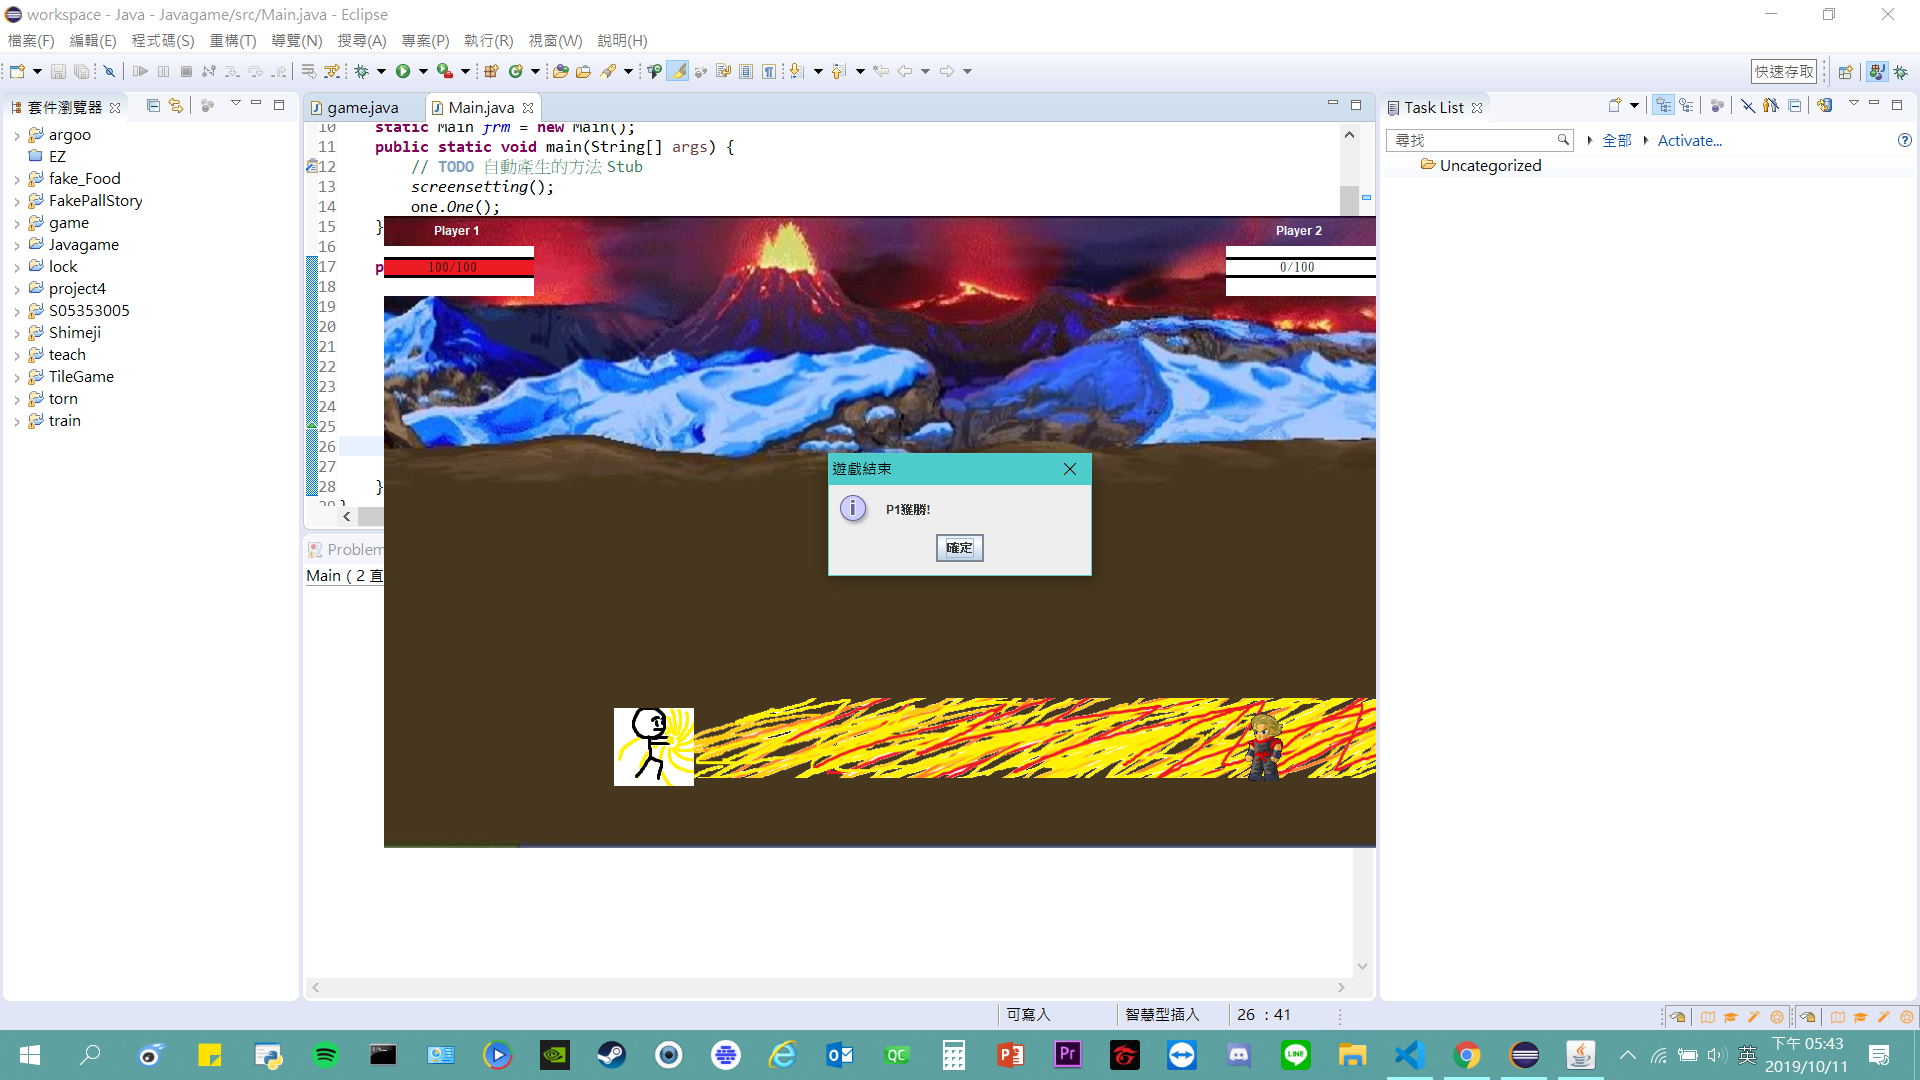 workspace - Java - Javagame/src/Main.java - Eclipse
檔案(F) 編輯(E) 程式碼(S) 重構(T) 導覽(N) 搜尋(A) 專案(P) 執行(R) 視窗(W) 說明(H)
快速存取
套件瀏覽器
argoo
EZ
fake_Food
FakePallStory
game
Javagame
lock
project4
S05353005
Shimeji
teach
TileGame
torn
train
game.java
Main.java
10 static Main frm = new Main();
11 public static void main(String[] args) {
12 // TODO 自動產生的方法 Stub
13 screensetting();
14 one.One();
15 }
16
17 p
18
19
20
21
22
23
24
25
26
27
28 }
29 }
Player 1
100/100
Player 2
0/100
遊戲結束
P1獲勝!
確定
Problem
Main ( 2 直
Task List
尋找
全部
Activate...
Uncategorized
可寫入
智慧型插入
26 : 41
英
下午 05:43
2019/10/11